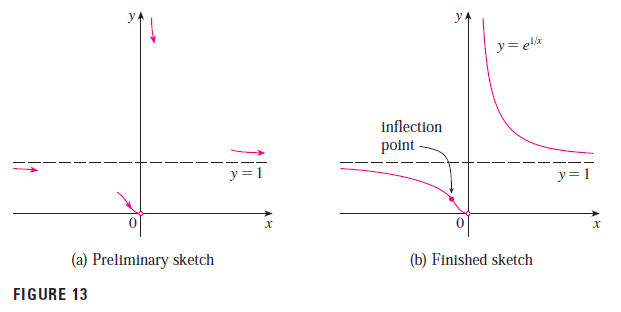 y
y = 1
0
x
(a) Preliminary sketch
y
y = e^{1/x}
inflection
point
y = 1
0
x
(b) Finished sketch
FIGURE 13